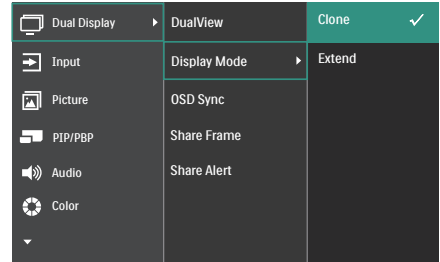 Dual Display
Input
Picture
PIP/PBP
Audio
Color
DualView
Display Mode
OSD Sync
Share Frame
Share Alert
Clone
Extend